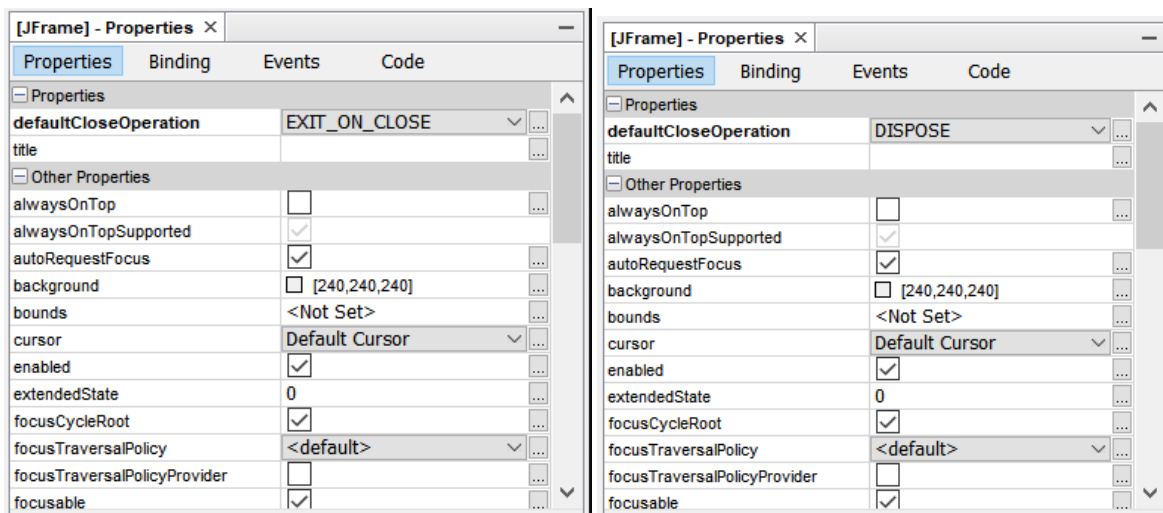 [JFrame] - Properties ×
Properties Binding Events Code
Properties
defaultCloseOperation EXIT_ON_CLOSE ...
title ...
Other Properties
alwaysOnTop ...
alwaysOnTopSupported
autoRequestFocus ...
background [240,240,240] ...
bounds <Not Set> ...
cursor Default Cursor ...
enabled ...
extendedState 0 ...
focusCycleRoot ...
focusTraversalPolicy <default> ...
focusTraversalPolicyProvider ...
focusable ...
[JFrame] - Properties ×
Properties Binding Events Code
Properties
defaultCloseOperation DISPOSE ...
title ...
Other Properties
alwaysOnTop ...
alwaysOnTopSupported
autoRequestFocus ...
background [240,240,240] ...
bounds <Not Set> ...
cursor Default Cursor ...
enabled ...
extendedState 0 ...
focusCycleRoot ...
focusTraversalPolicy <default> ...
focusTraversalPolicyProvider ...
focusable ...